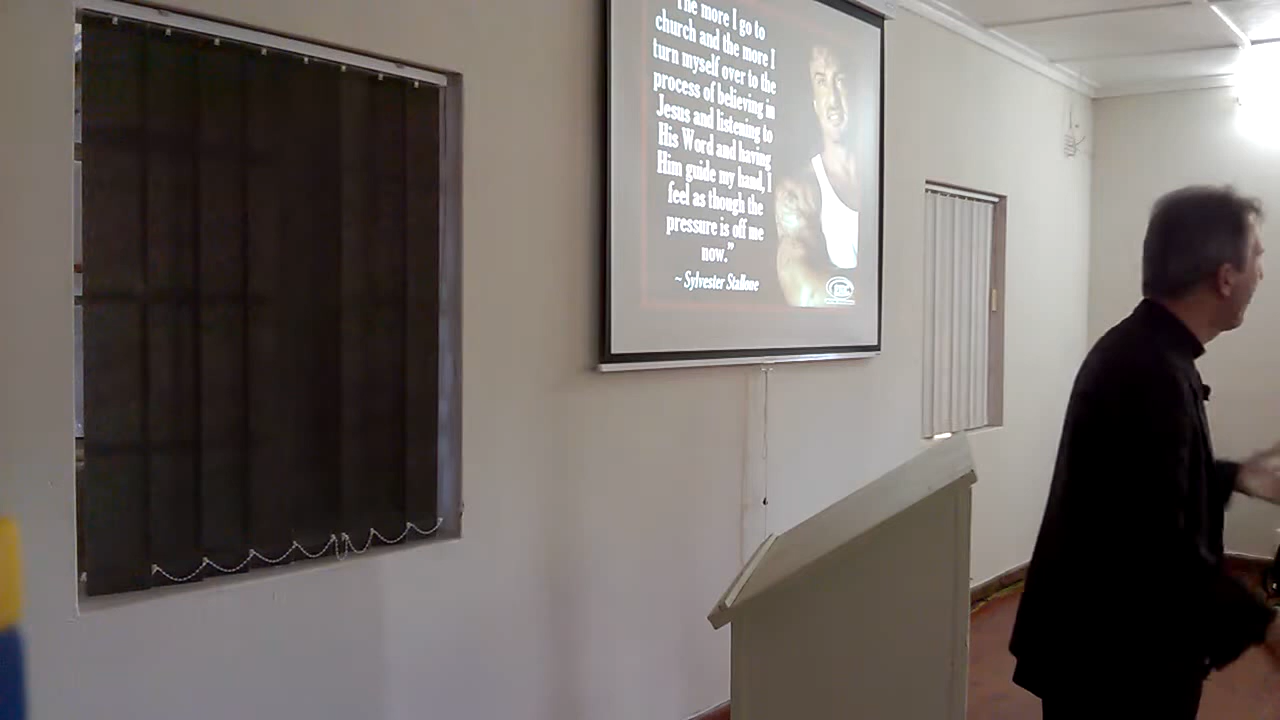 The more I go to
church and the more I
turn myself over to the
process of believing in
Jesus and listening to
His Word and having
Him guide my hand, I
feel as though the
pressure is off me
now.”
~ Sylvester Stallone